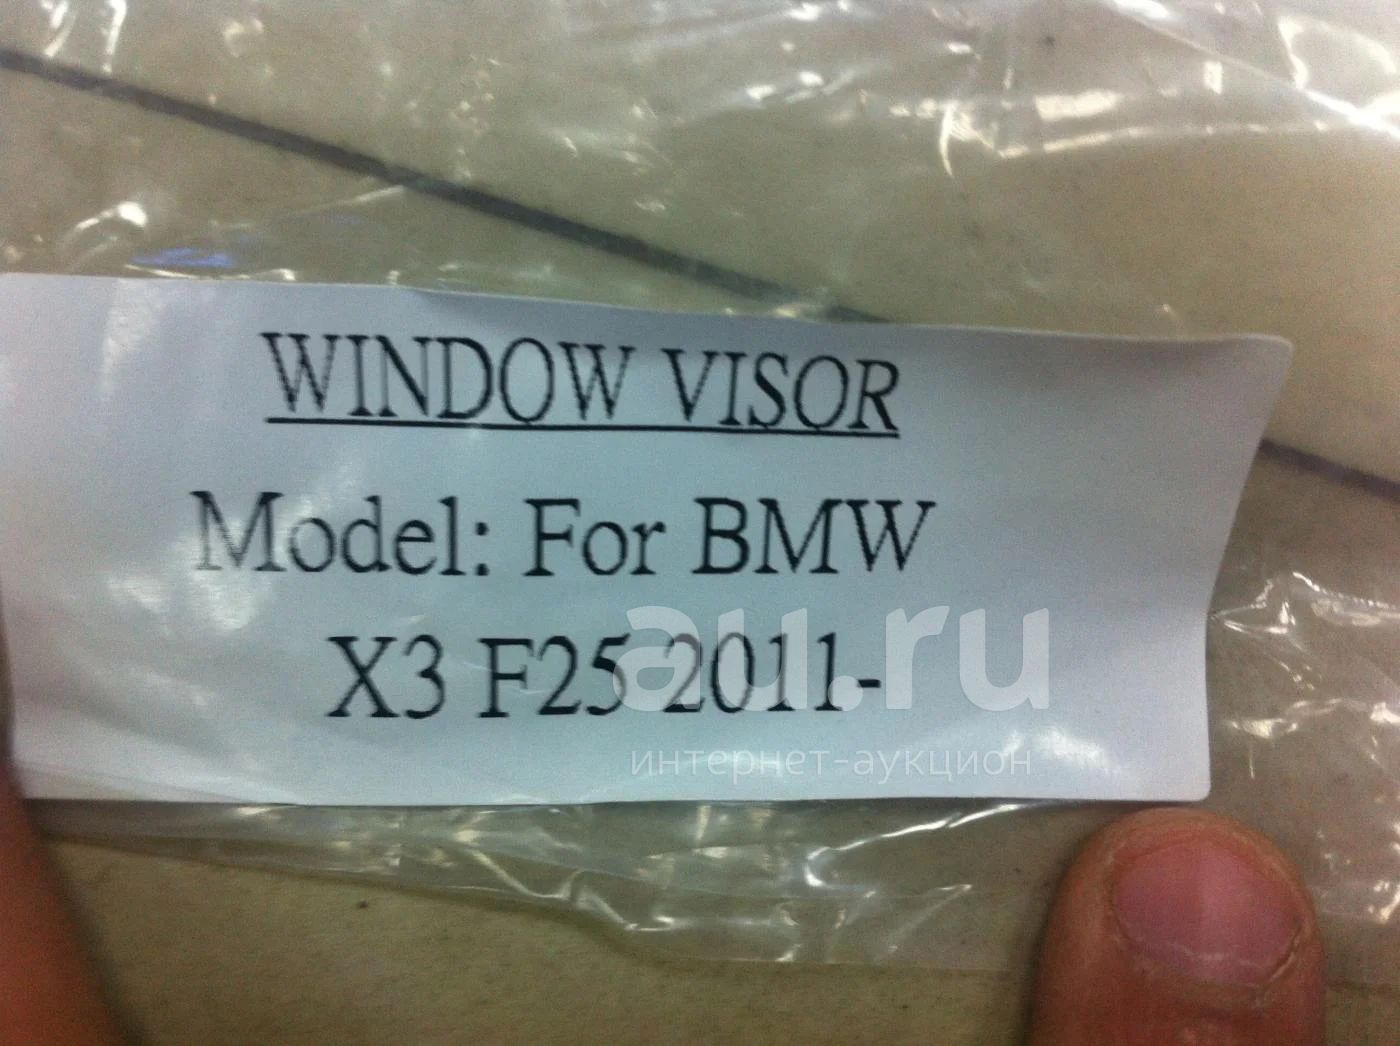 WINDOW VISOR
Model: For BMW
X3 F25 2011-
au.ru
интернет-аукцион